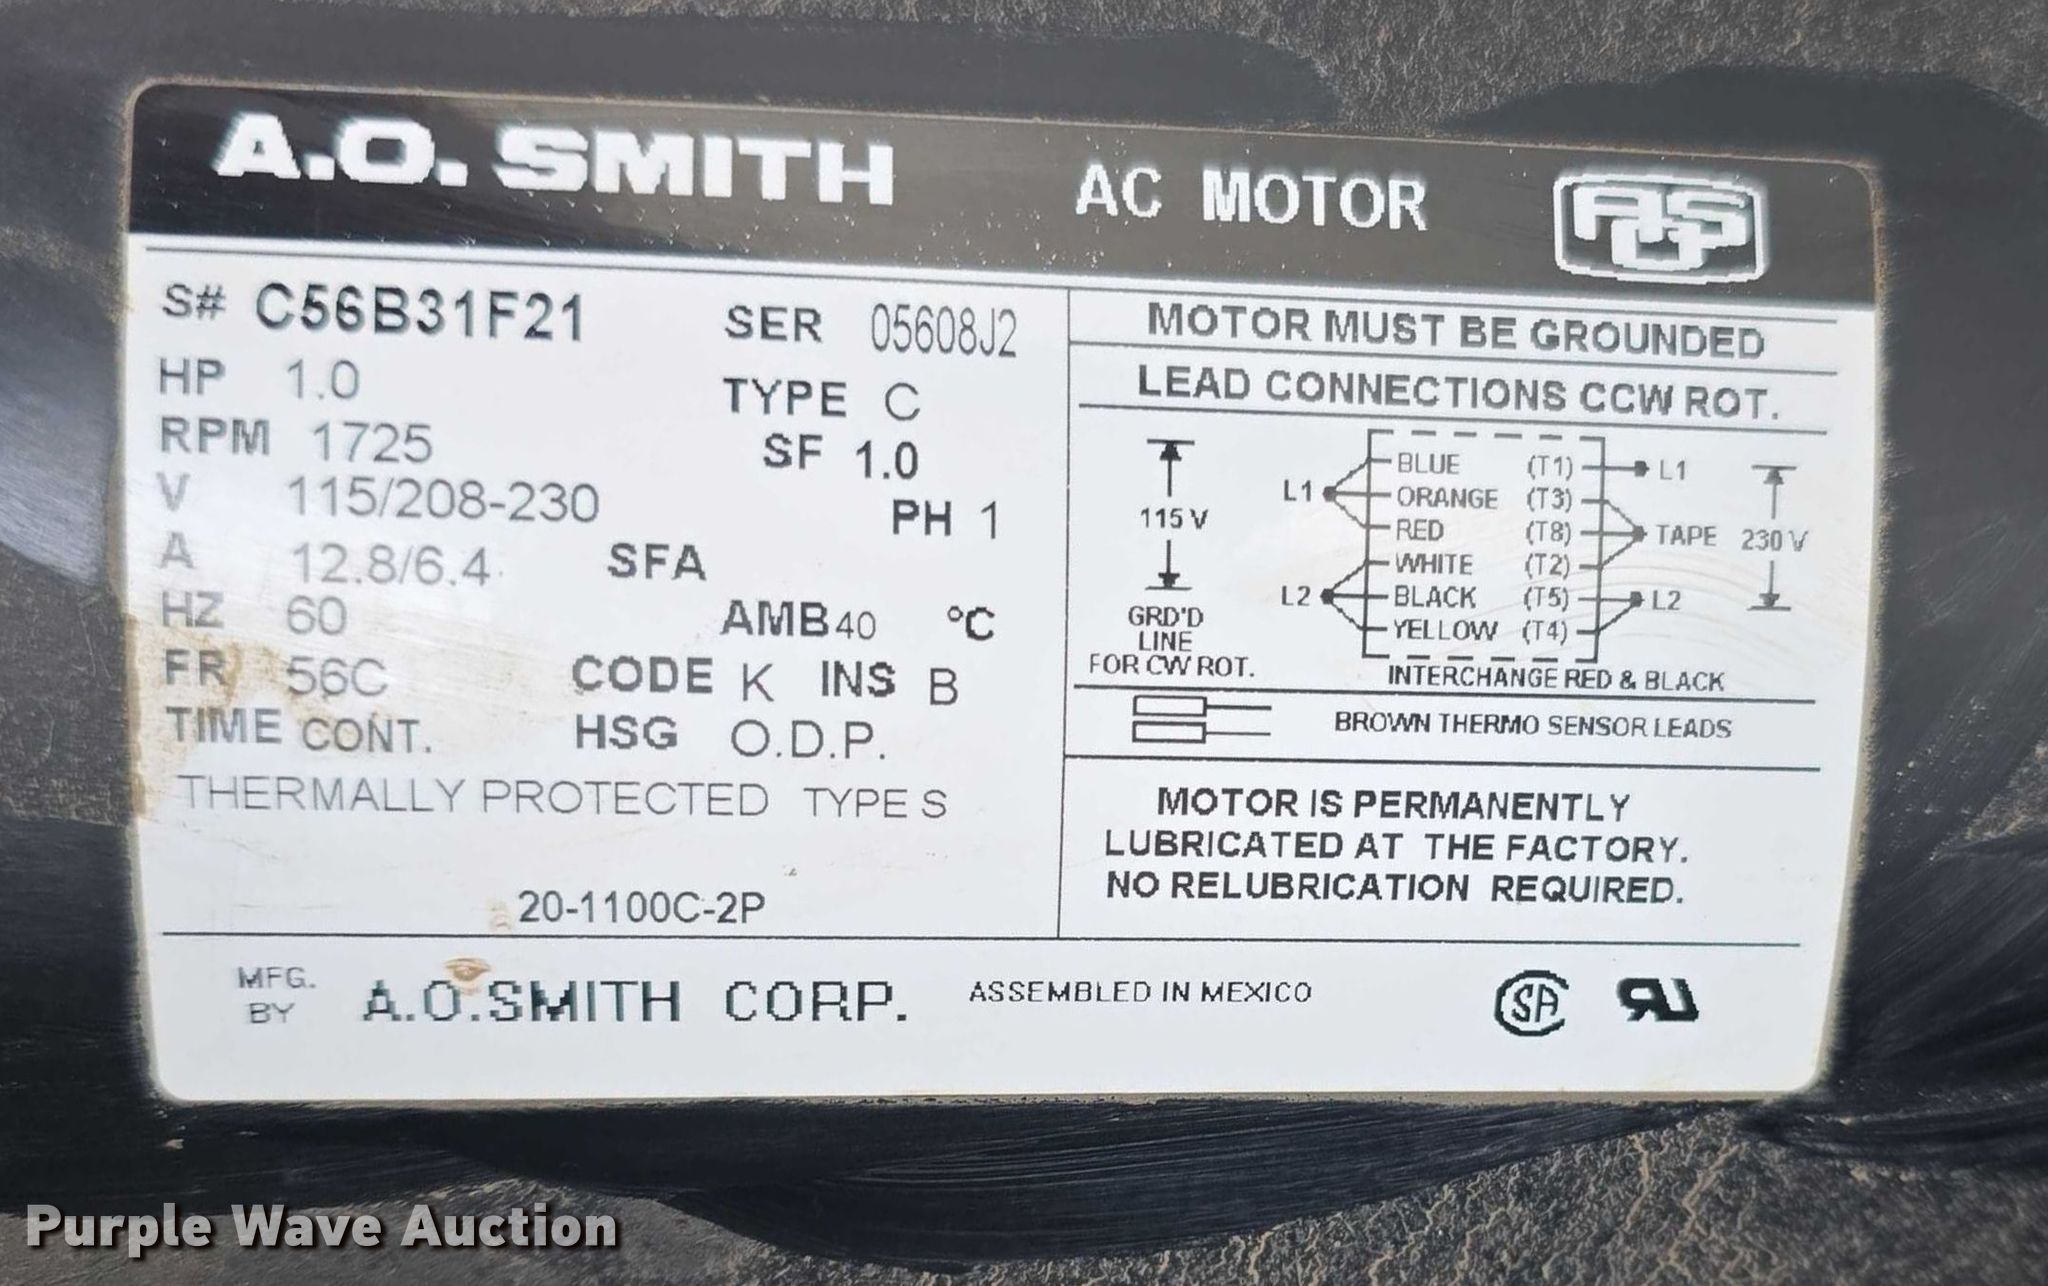 A.O. SMITH AC MOTOR AOS
S# C56B31F21 SER 05608J2
HP 1.0 TYPE C
RPM 1725 SF 1.0
V 115/208-230 PH 1
A 12.8/6.4 SFA
HZ 60 AMB 40 °C
FR 56C CODE K INS B
TIME CONT. HSG O.D.P.
THERMALLY PROTECTED TYPE S
20-1100C-2P
MOTOR MUST BE GROUNDED
LEAD CONNECTIONS CCW ROT.
BLUE (T1) L1
L1 ORANGE (T3)
115 V RED (T8) TAPE 230 V
WHITE (T2)
L2 BLACK (T5) L2
GRD'D YELLOW (T4)
LINE
FOR CW ROT. INTERCHANGE RED & BLACK
BROWN THERMO SENSOR LEADS
MOTOR IS PERMANENTLY
LUBRICATED AT THE FACTORY.
NO RELUBRICATION REQUIRED.
MFG.
BY A.O.SMITH CORP. ASSEMBLED IN MEXICO
Purple Wave Auction